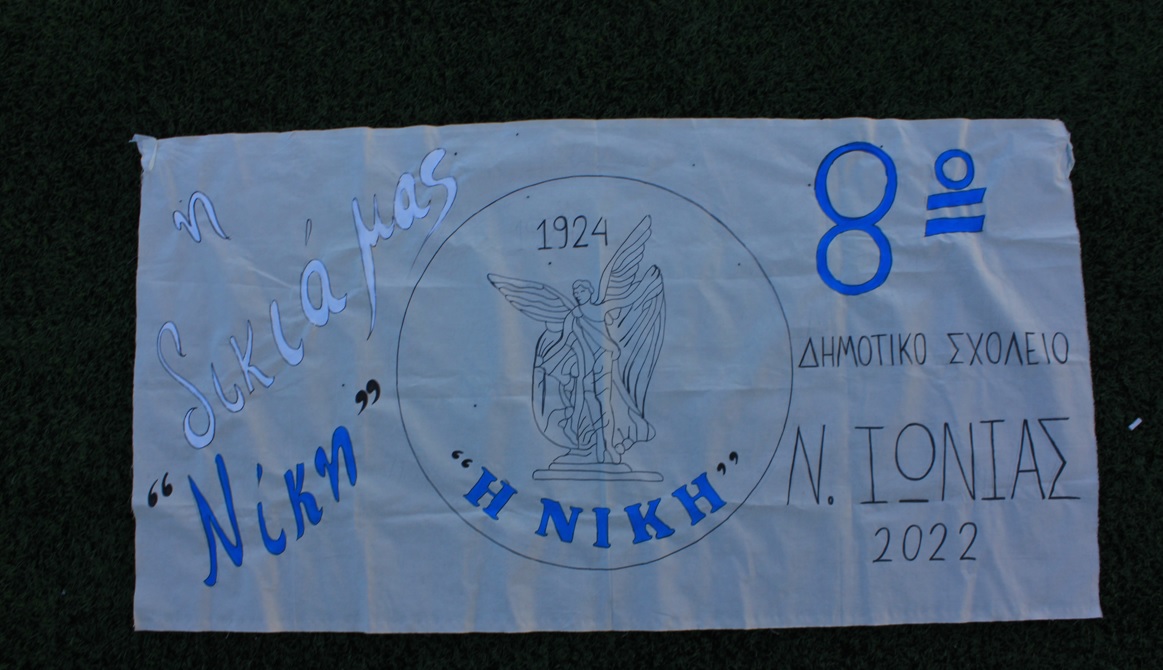 η
δικιά μας
“Νίκη”
1924
“Η ΝΙΚΗ”
8ο
ΔΗΜΟΤΙΚΟ ΣΧΟΛΕΙΟ
Ν. ΙΩΝΙΑΣ
2022